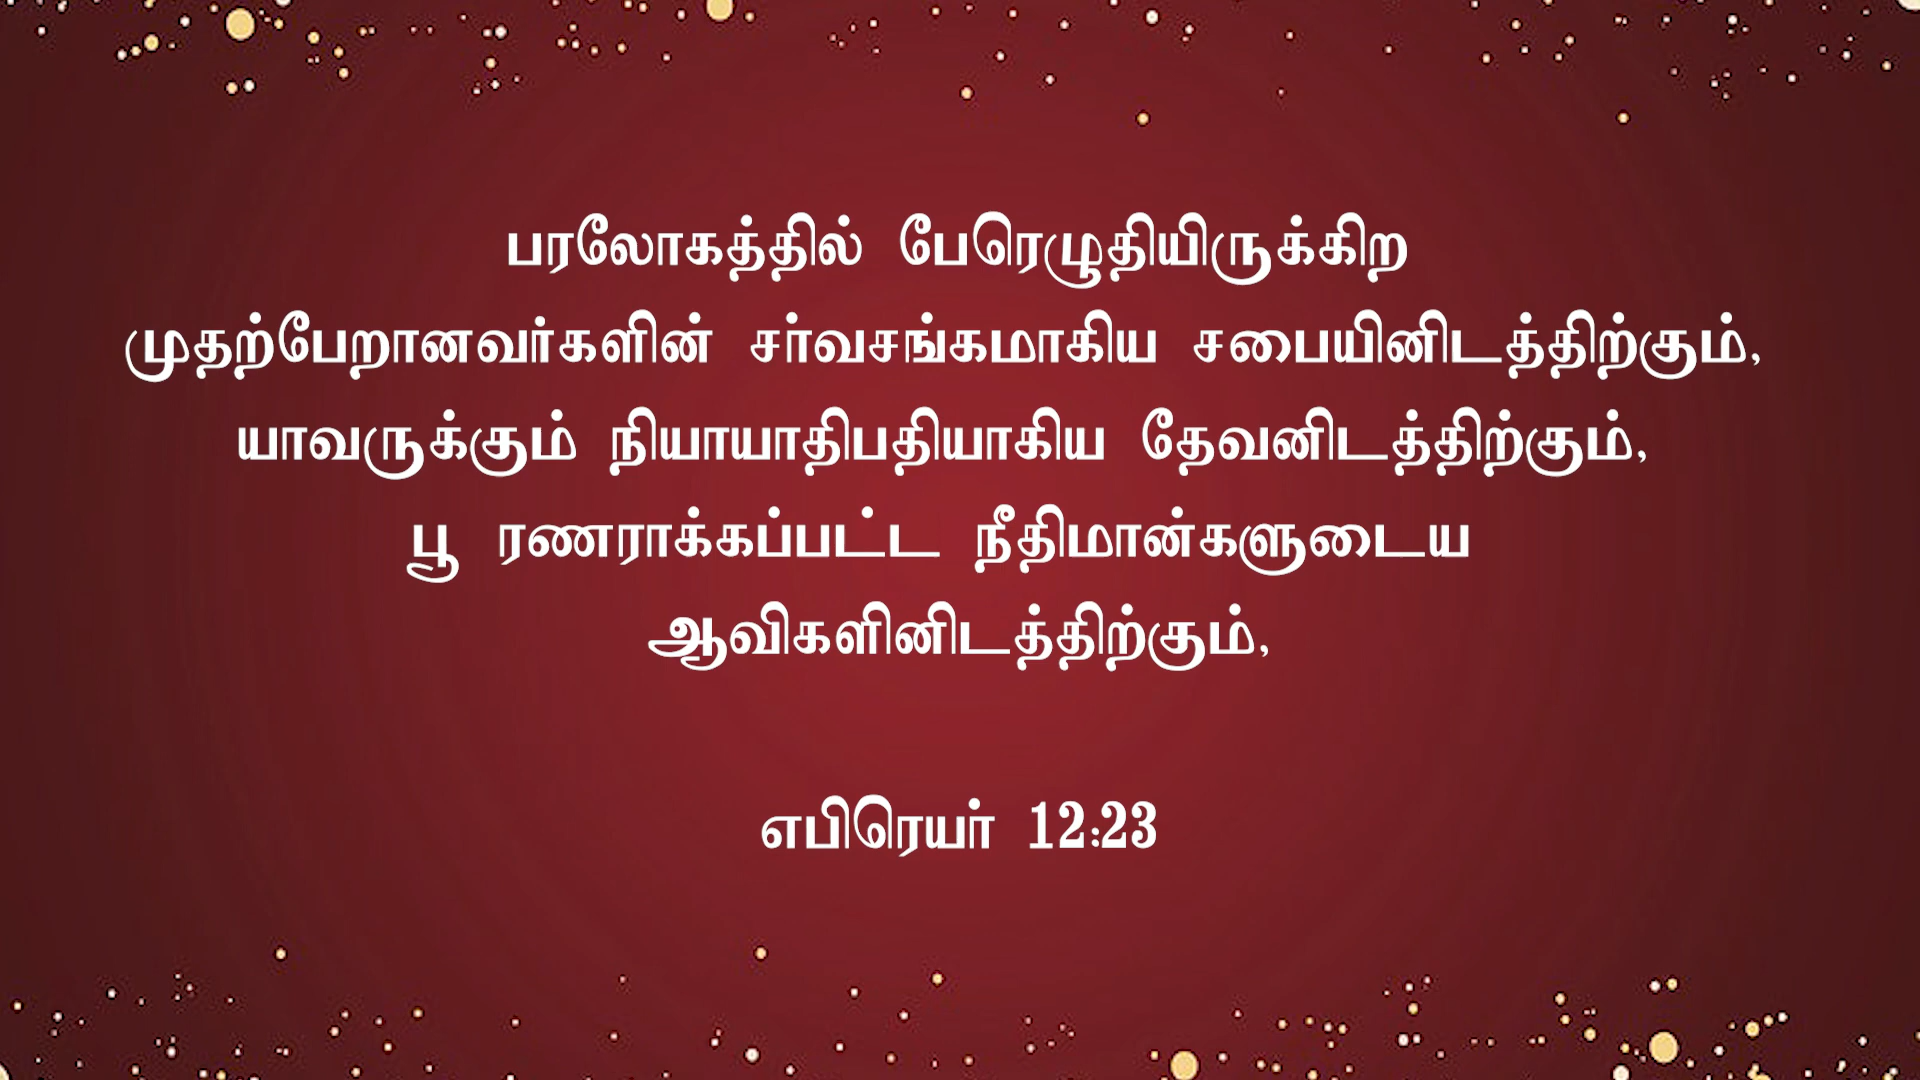 பரலோகத்தில் பேரெழுதியிருக்கிற
முதற்பேறானவர்களின் சர்வசங்கமாகிய சபையினிடத்திற்கும்,
யாவருக்கும் நியாயாதிபதியாகிய தேவனிடத்திற்கும்,
பூ ரணராக்கப்பட்ட நீதிமான்களுடைய
ஆவிகளினிடத்திற்கும்,
எபிரெயர் 12:23